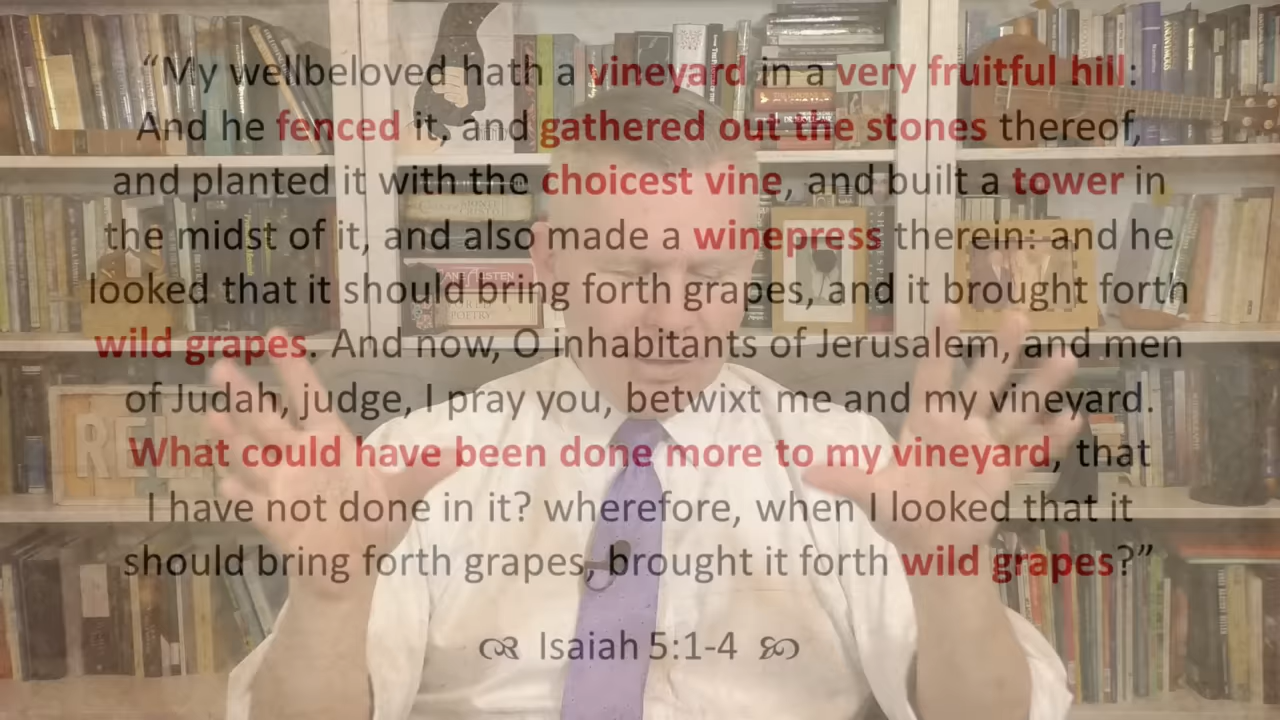 “My wellbeloved hath a vineyard in a very fruitful hill:
And he fenced it, and gathered out the stones thereof,
and planted it with the choicest vine, and built a tower in
the midst of it, and also made a winepress therein: and he
looked that it should bring forth grapes, and it brought forth
wild grapes. And now, O inhabitants of Jerusalem, and men
of Judah, judge, I pray you, betwixt me and my vineyard.
What could have been done more to my vineyard, that
I have not done in it? wherefore, when I looked that it
should bring forth grapes, brought it forth wild grapes?”
Isaiah 5:1-4
POETRY